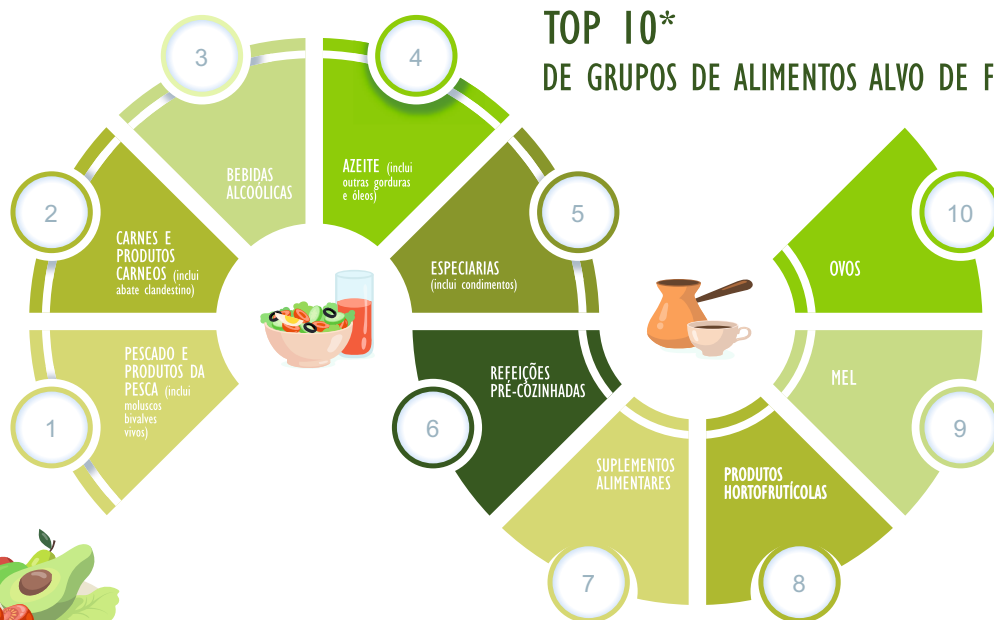 TOP 10*
DE GRUPOS DE ALIMENTOS ALVO DE F
1
PESCADO E
PRODUTOS DA
PESCA (inclui
moluscos
bivalves
vivos)
2
CARNES E
PRODUTOS
CARNEOS (inclui
abate clandestino)
3
BEBIDAS
ALCOÓLICAS
4
AZEITE (inclui
outras gorduras
e óleos)
5
ESPECIARIAS
(inclui condimentos)
6
REFEIÇÕES
PRÉ-COZINHADAS
7
SUPLEMENTOS
ALIMENTARES
8
PRODUTOS
HORTOFRUTÍCOLAS
9
MEL
10
OVOS